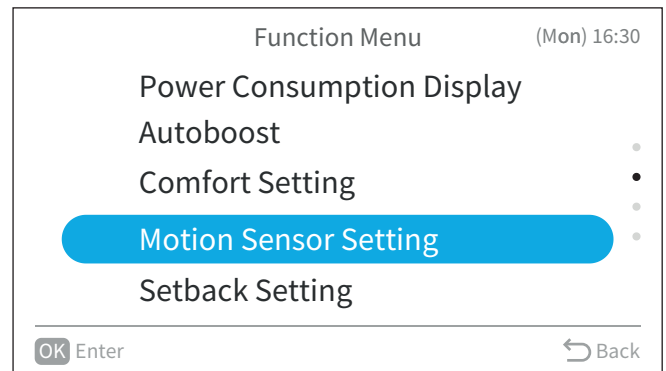 Function Menu (Mon) 16:30
Power Consumption Display
Autoboost
Comfort Setting
Motion Sensor Setting
Setback Setting
OK Enter Back